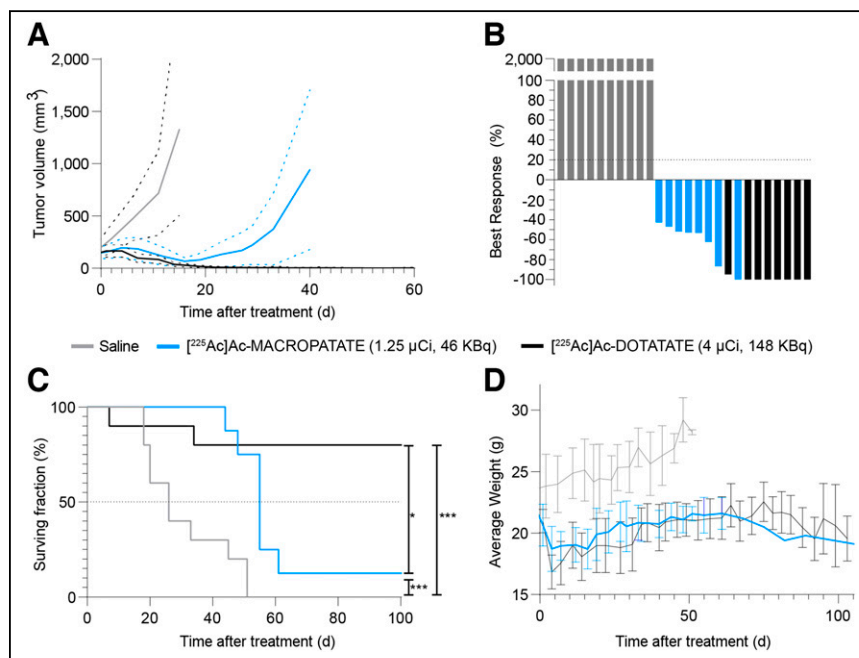 A
2,000
1,500
1,000
500
0
Tumor volume (mm3)
0 20 40 60
Time after treatment (d)
B
2,000
100
80
60
40
20
0
-20
-40
-60
-80
-100
Best Response (%)
Saline [225Ac]Ac-MACROPATATE (1.25 µCi, 46 KBq) [225Ac]Ac-DOTATATE (4 µCi, 148 KBq)
C
100
50
0
Surving fraction (%)
0 20 40 60 80 100
Time after treatment (d)
*
***
***
D
30
25
20
15
Average Weight (g)
0 50 100
Time after treatment (d)